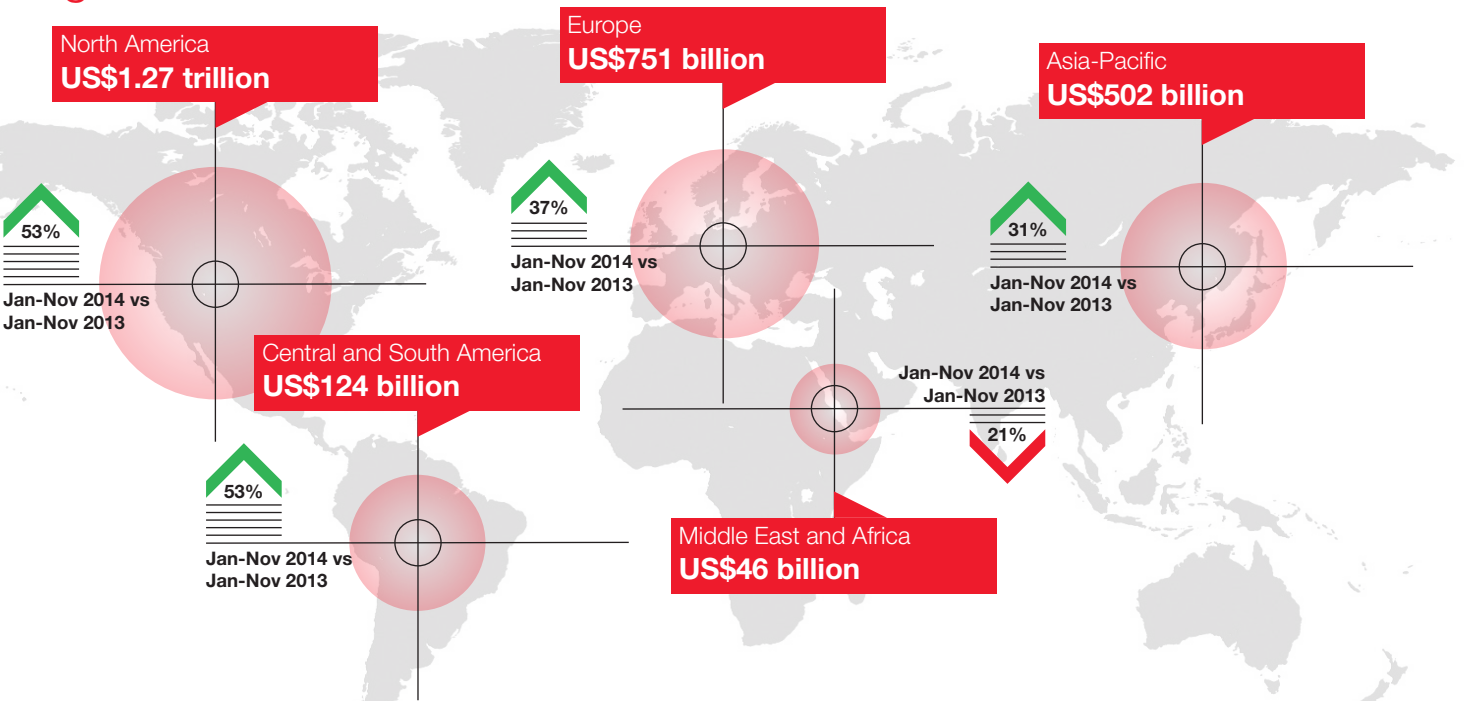 North America
US$1.27 trillion
53%
Jan-Nov 2014 vs
Jan-Nov 2013
Europe
US$751 billion
37%
Jan-Nov 2014 vs
Jan-Nov 2013
Asia-Pacific
US$502 billion
31%
Jan-Nov 2014 vs
Jan-Nov 2013
Central and South America
US$124 billion
53%
Jan-Nov 2014 vs
Jan-Nov 2013
Jan-Nov 2014 vs
Jan-Nov 2013
21%
Middle East and Africa
US$46 billion